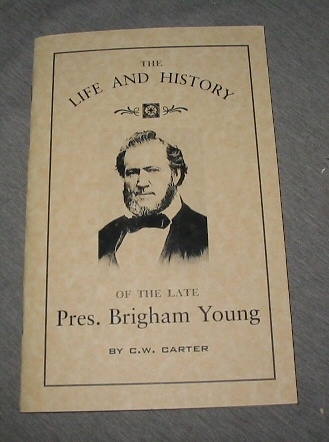 THE
LIFE AND HISTORY
OF THE LATE
Pres. Brigham Young
BY C.W. CARTER